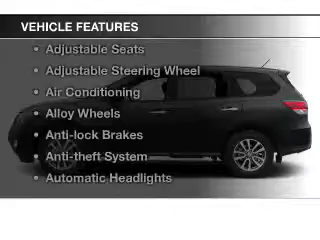 VEHICLE FEATURES
• Adjustable Seats
• Adjustable Steering Wheel
• Air Conditioning
• Alloy Wheels
• Anti-lock Brakes
• Anti-theft System
• Automatic Headlights